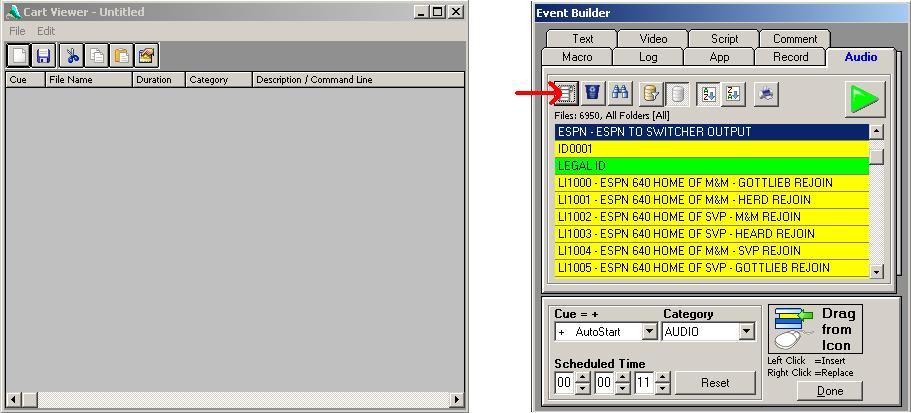 Cart Viewer - Untitled
File Edit
Cue File Name Duration Category Description / Command Line
Event Builder
Text Video Script Comment
Macro Log App Record Audio
Files: 6950, All Folders [All]
ESPN - ESPN TO SWITCHER OUTPUT
ID0001
LEGAL ID
LI1000 - ESPN 640 HOME OF M&M - GOTTLIEB REJOIN
LI1001 - ESPN 640 HOME OF M&M - HERD REJOIN
LI1002 - ESPN 640 HOME OF SVP - M&M REJOIN
LI1003 - ESPN 640 HOME OF SVP - HEARD REJOIN
LI1004 - ESPN 640 HOME OF M&M - SVP REJOIN
LI1005 - ESPN 640 HOME OF SVP - GOTTLIEB REJOIN
Cue = + Category
+ AutoStart AUDIO
Scheduled Time
00 00 11 Reset
Drag
from
Icon
Left Click =Insert
Right Click =Replace
Done